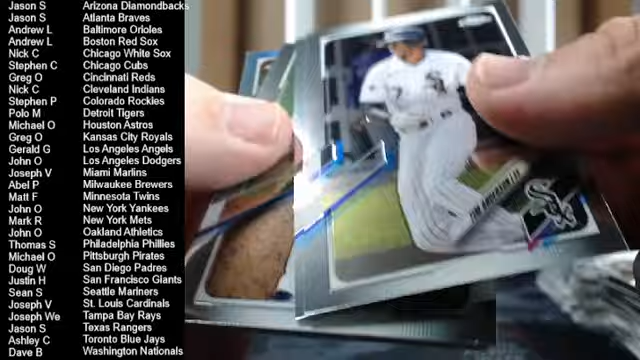 Jason S Arizona Diamondbacks
Jason S Atlanta Braves
Andrew L Baltimore Orioles
Andrew L Boston Red Sox
Nick C Chicago White Sox
Stephen C Chicago Cubs
Greg O Cincinnati Reds
Nick C Cleveland Indians
Stephen P Colorado Rockies
Polo M Detroit Tigers
Michael O Houston Astros
Greg O Kansas City Royals
Gerald G Los Angeles Angels
John O Los Angeles Dodgers
Joseph V Miami Marlins
Abel P Milwaukee Brewers
Matt F Minnesota Twins
John O New York Yankees
Mark R New York Mets
John O Oakland Athletics
Thomas S Philadelphia Phillies
Michael O Pittsburgh Pirates
Doug W San Diego Padres
Justin H San Francisco Giants
Sean S Seattle Mariners
Joseph V St. Louis Cardinals
Joseph We Tampa Bay Rays
Jason S Texas Rangers
Ashley C Toronto Blue Jays
Dave B Washington Nationals
TIM ANDERSON
7